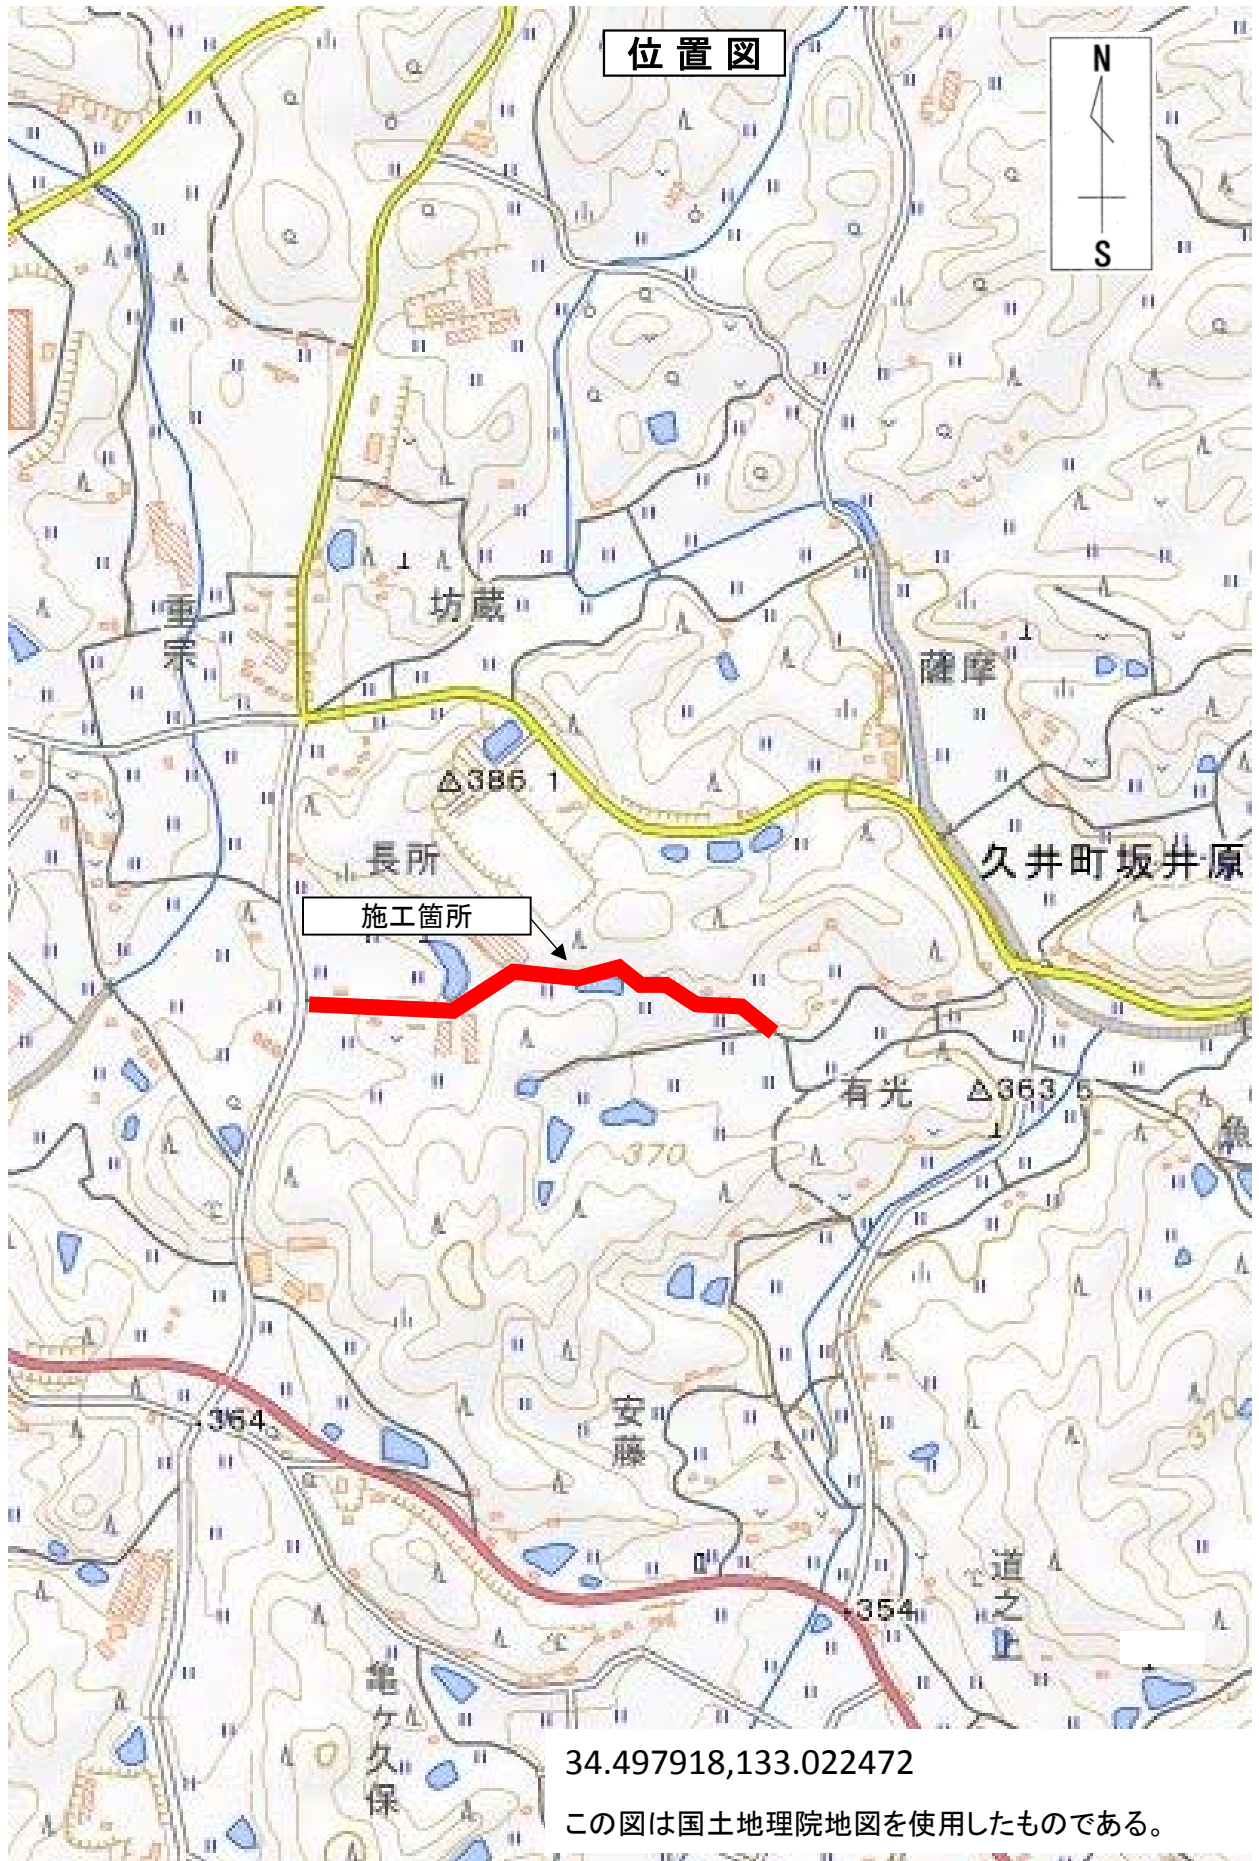 位置図
N
S
重宗
坊蔵
薩摩
△386.1
長所
久井町坂井原
施工箇所
有光
△363.5
370
安藤
370
364
道之上
354
亀ヶ久保
34.497918,133.022472
この図は国土地理院地図を使用したものである。